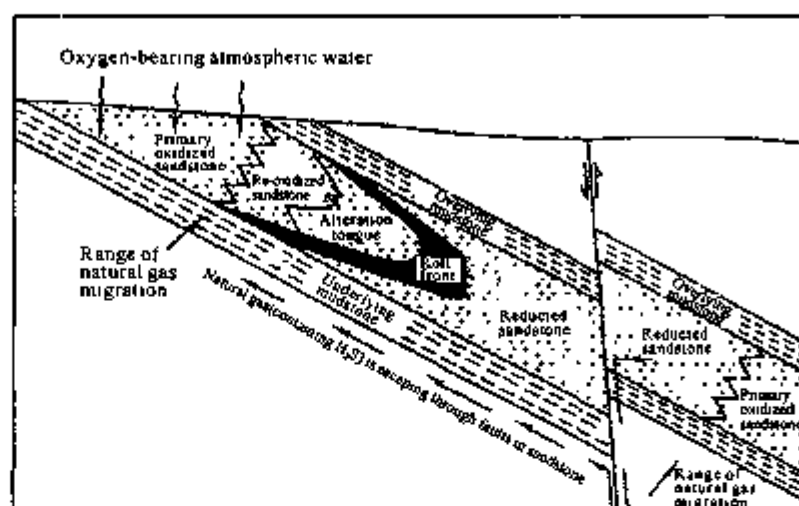 Oxygen-bearing atmospheric water
Primary
oxidized
sandstone
Re-oxidized
sandstone
Alteration
tongue
Roll
front
Overlying
mudstone
Overlying
mudstone
Range of
natural gas
migration
Underlying
mudstone
Reduced
sandstone
Reduced
sandstone
Primary
oxidized
sandstone
Natural gas(containing H₂S) is escaping through faults or sandstone
Range of
natural gas
migration